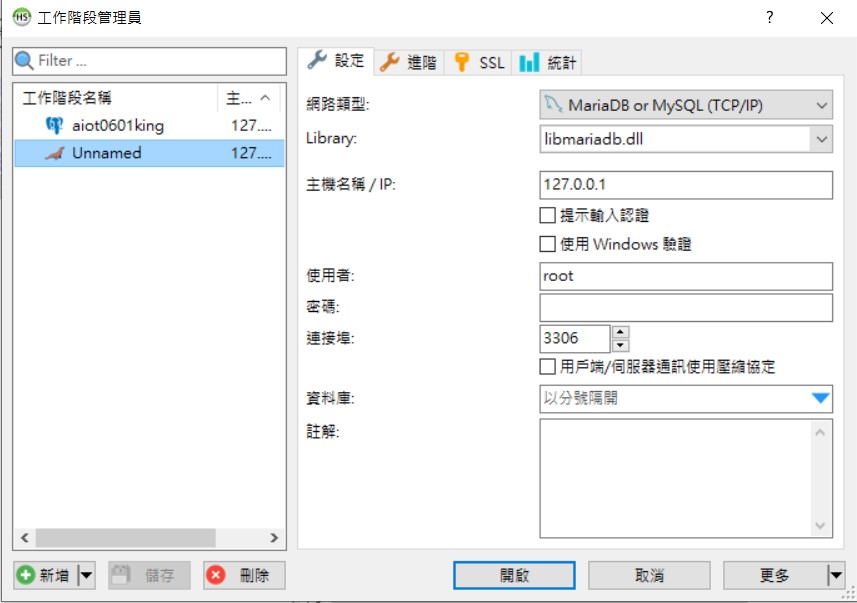 HS 工作階段管理員 ?
Filter ...
工作階段名稱 主...
aiot0601king 127....
Unnamed 127....
設定 進階 SSL 統計
網路類型: MariaDB or MySQL (TCP/IP)
Library: libmariadb.dll
主機名稱 / IP: 127.0.0.1
提示輸入認證
使用 Windows 驗證
使用者: root
密碼:
連接埠: 3306
用戶端/伺服器通訊使用壓縮協定
資料庫: 以分號隔開
註解:
新增 儲存 刪除 開啟 取消 更多